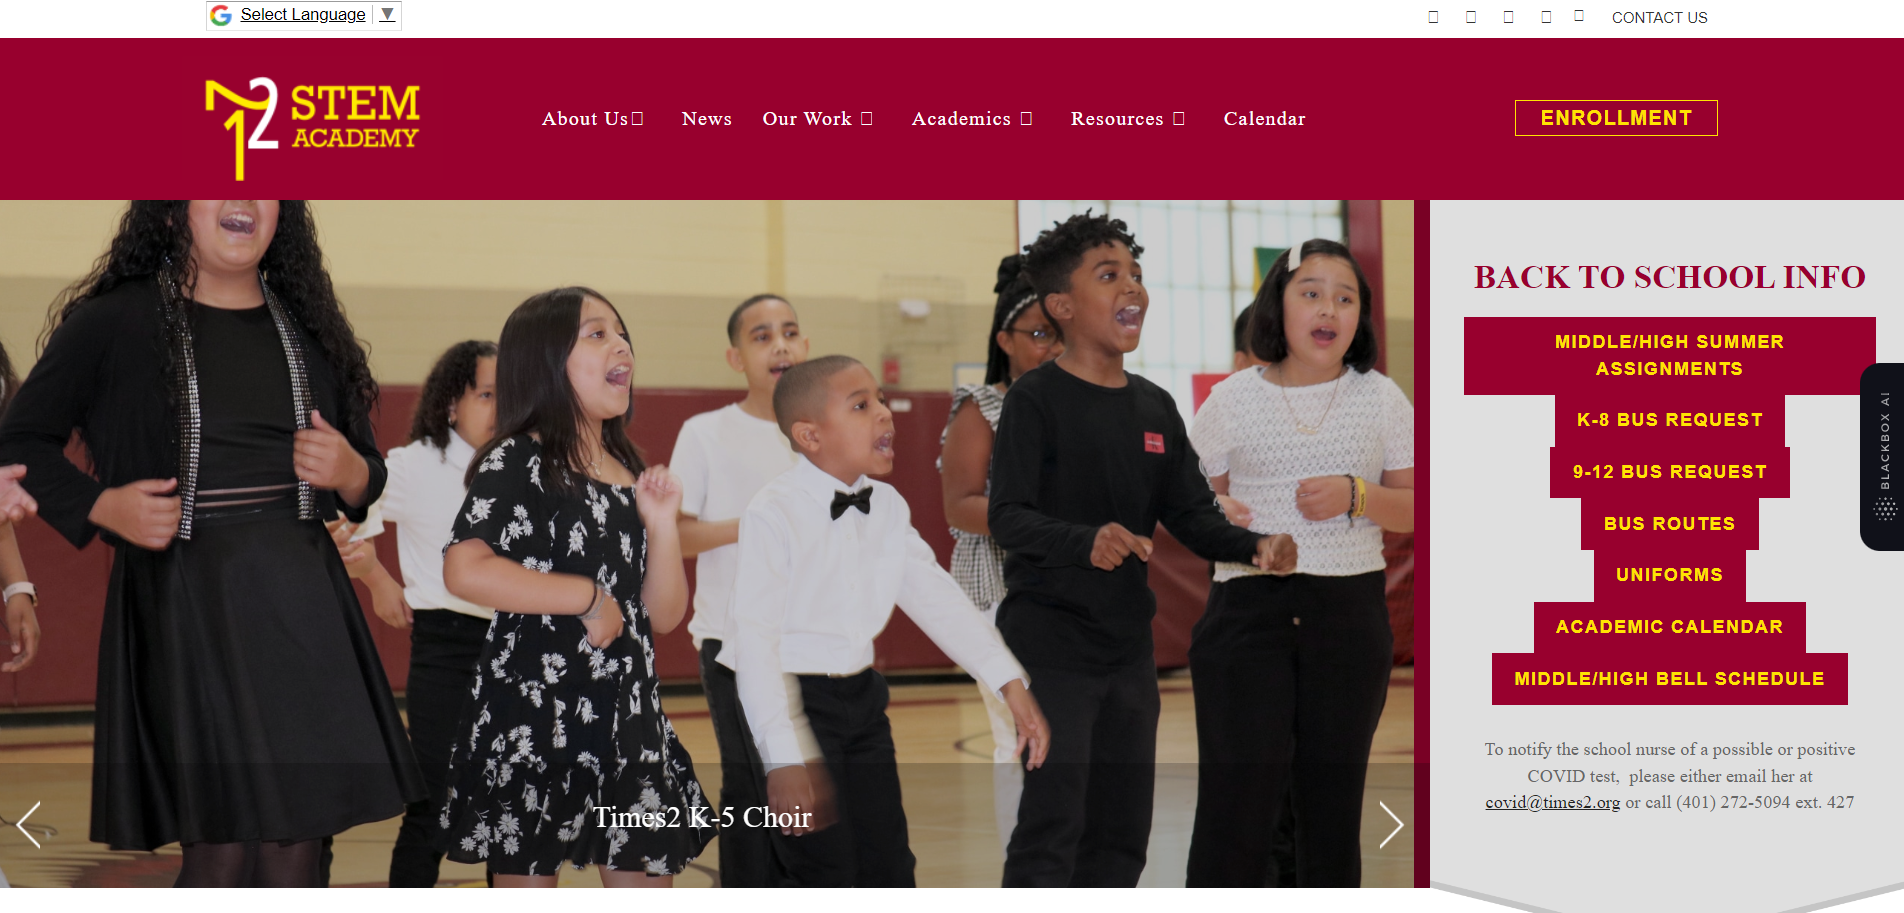 Select Language ▼
CONTACT US
T2 STEM
ACADEMY
About Us
News
Our Work
Academics
Resources
Calendar
ENROLLMENT
BACK TO SCHOOL INFO
MIDDLE/HIGH SUMMER
ASSIGNMENTS
K-8 BUS REQUEST
9-12 BUS REQUEST
BUS ROUTES
UNIFORMS
ACADEMIC CALENDAR
MIDDLE/HIGH BELL SCHEDULE
To notify the school nurse of a possible or positive
COVID test, please either email her at
covid@times2.org or call (401) 272-5094 ext. 427
BLACKBOX AI
Times2 K-5 Choir